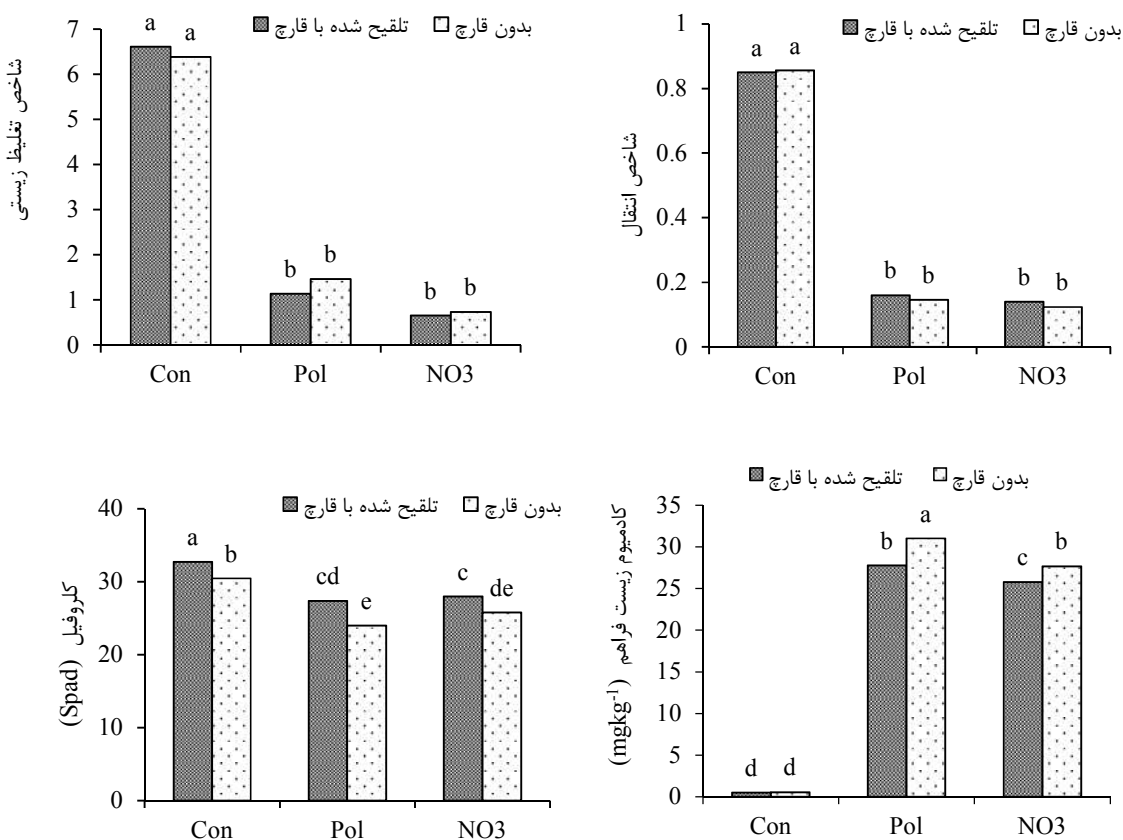 تلقیح شده با قارچ بدون قارچ
شاخص تغلیظ زیستی
7
6
5
4
3
2
1
0
a a
b b
b b
Con Pol NO3
تلقیح شده با قارچ بدون قارچ
شاخص انتقال
1
0.8
0.6
0.4
0.2
0
a a
b b
b b
Con Pol NO3
تلقیح شده با قارچ بدون قارچ
کلروفیل (Spad)
40
30
20
10
0
a b
cd e
c de
Con Pol NO3
تلقیح شده با قارچ بدون قارچ
کادمیوم زیست فراهم (mgkg-1)
35
30
25
20
15
10
5
0
d d
b a
c b
Con Pol NO3